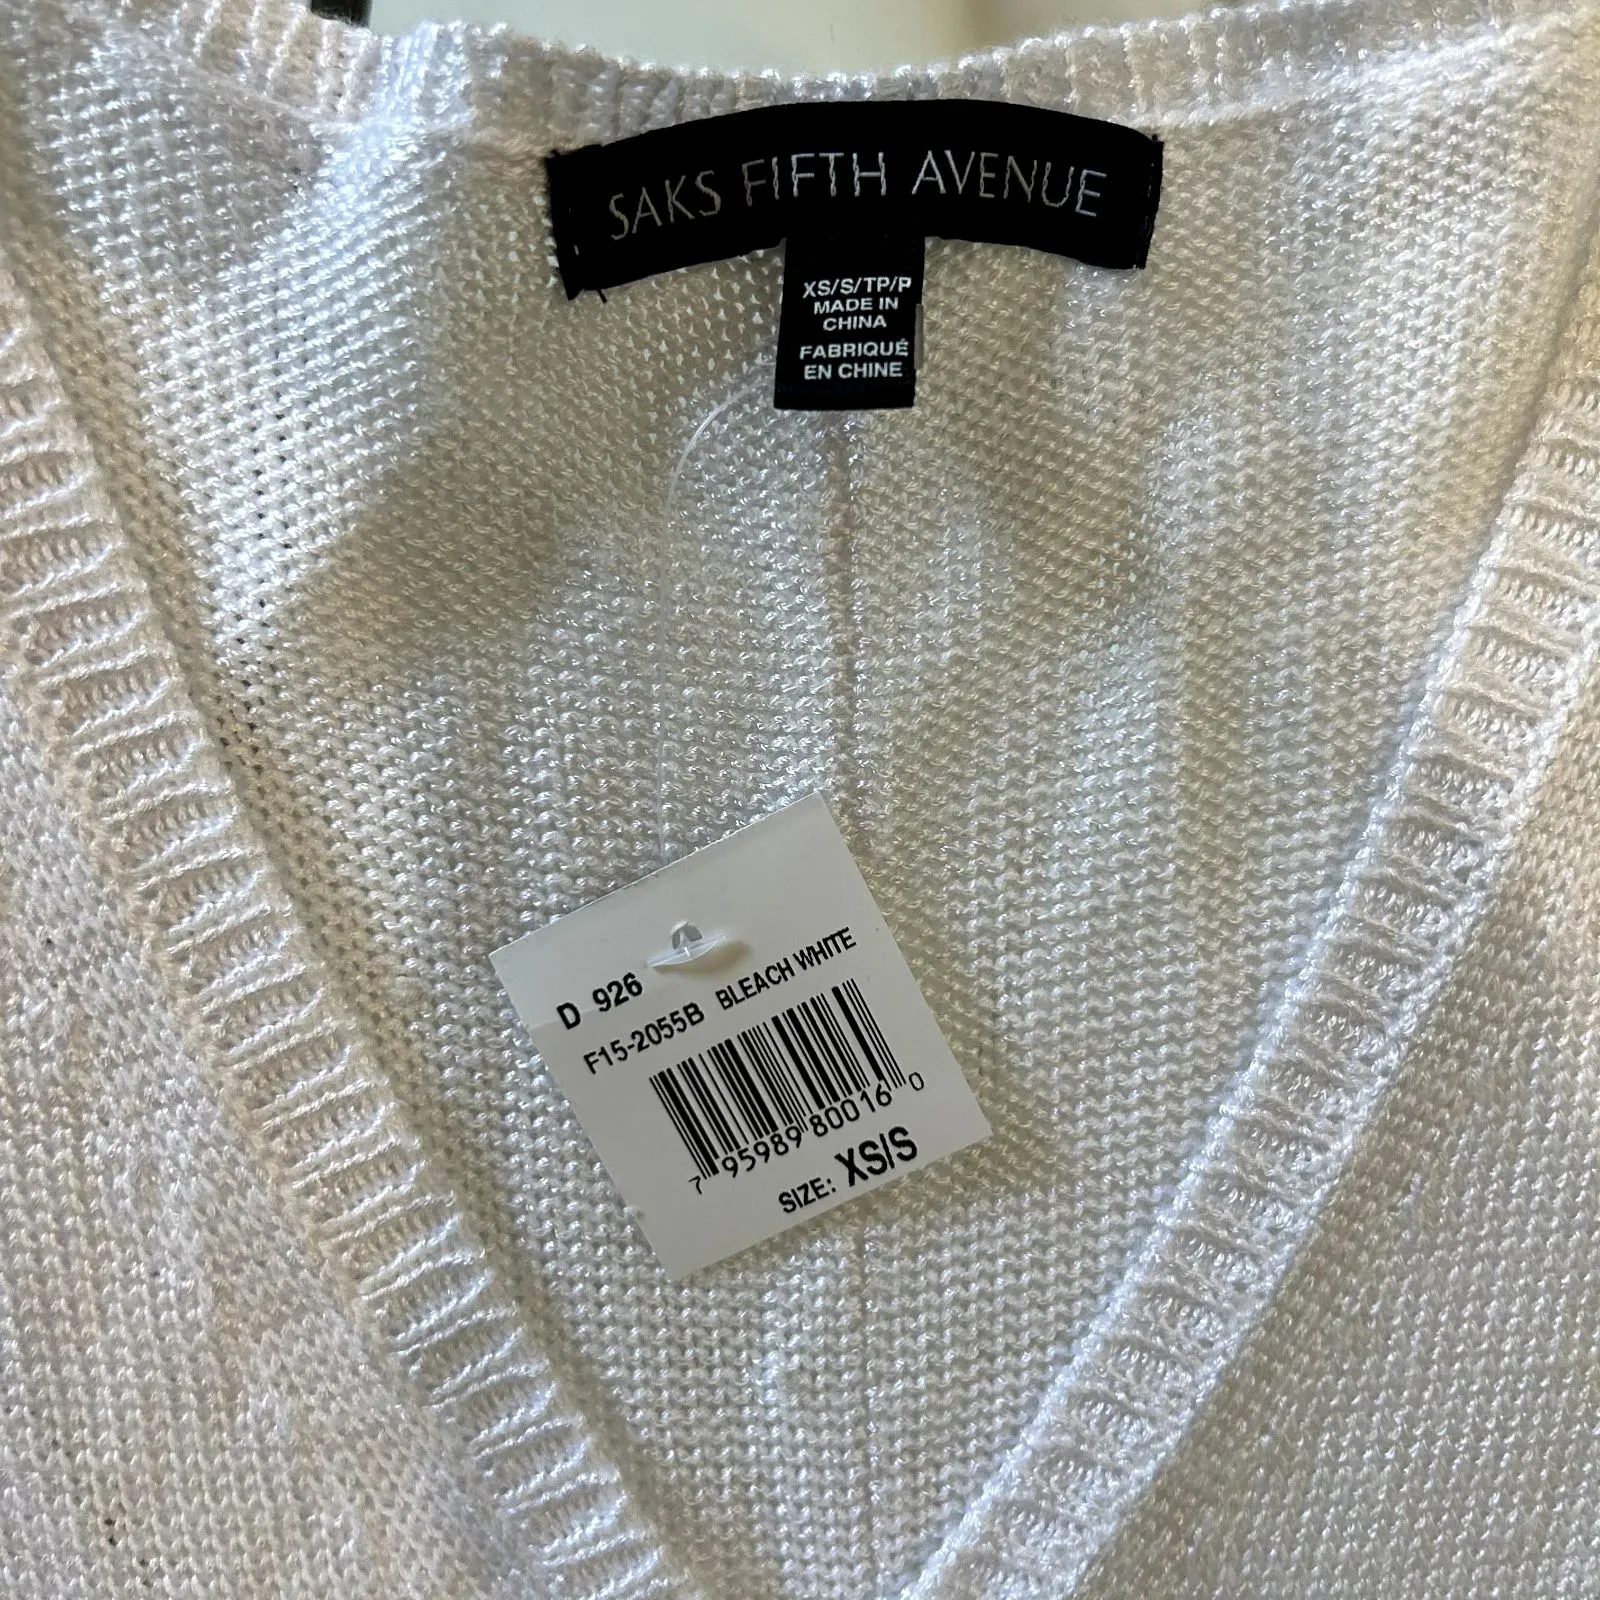 SAKS FIFTH AVENUE
XS/S/TP/P
MADE IN
CHINA
FABRIQUÉ
EN CHINE
D 926
F15-2055B BLEACH WHITE
7 95989 80016 0
SIZE: XS/S